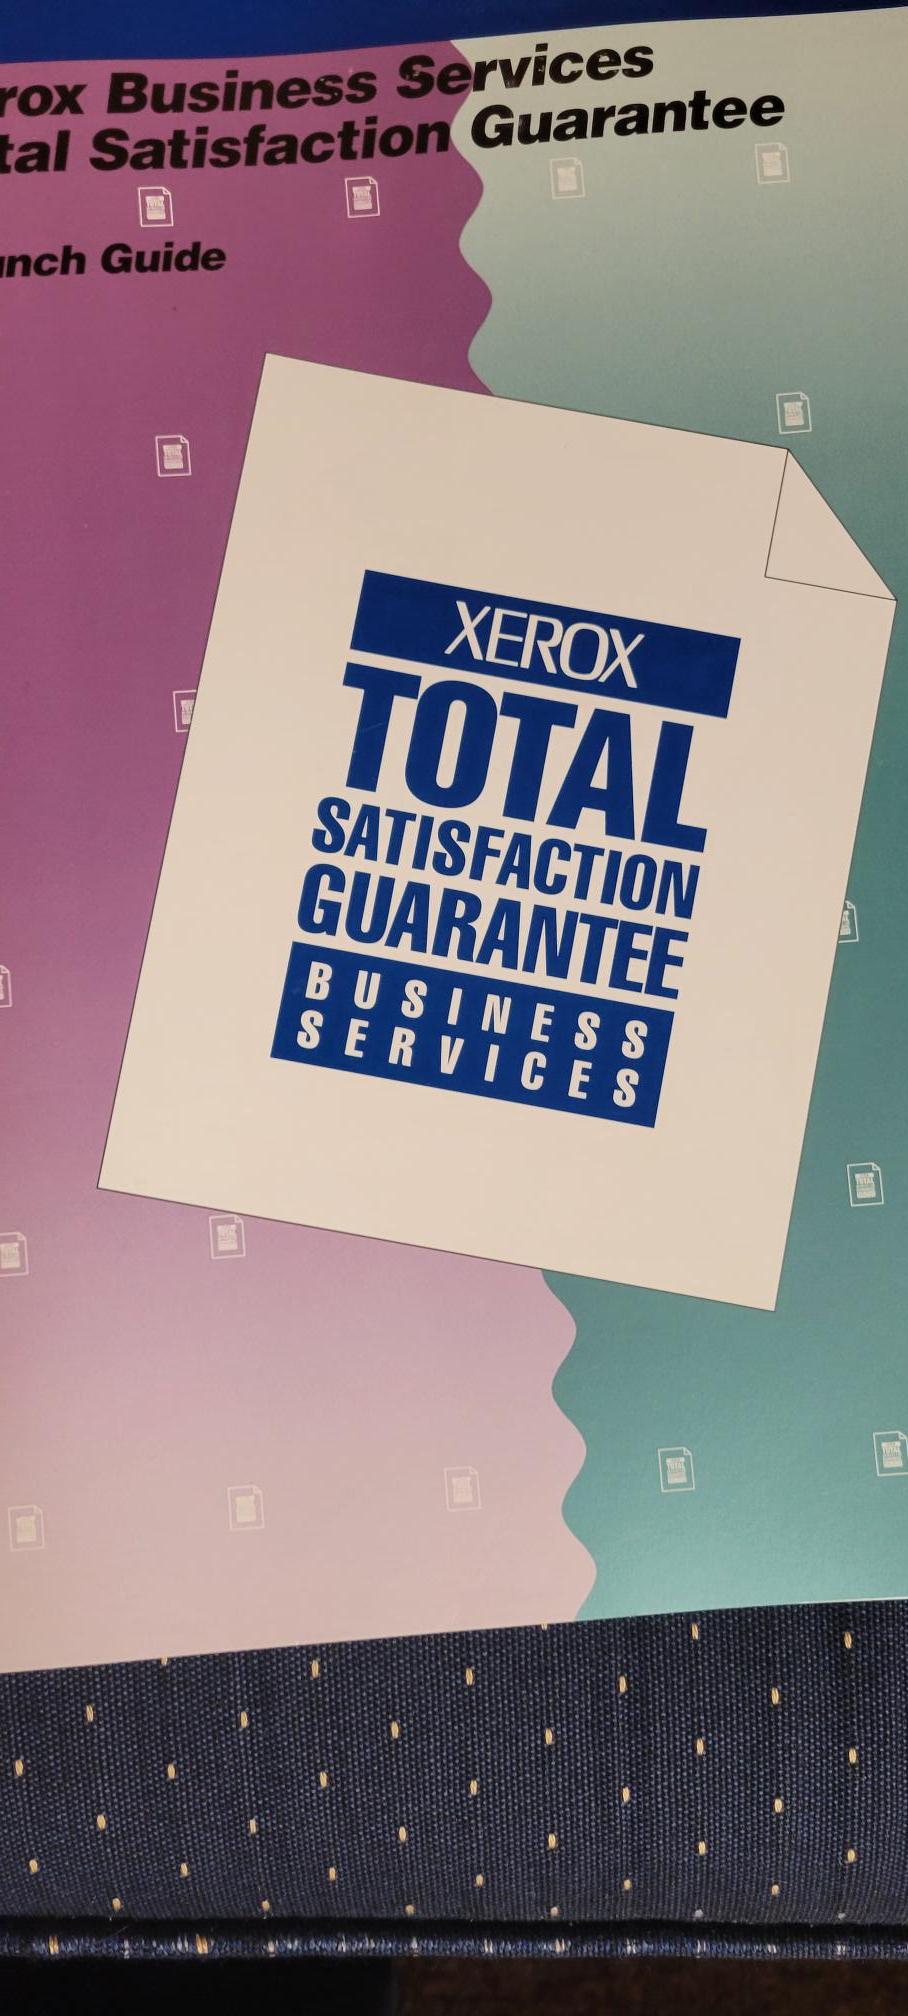 rox Business Services
tal Satisfaction Guarantee
unch Guide
XEROX
TOTAL
SATISFACTION
GUARANTEE
BUSINESS
SERVICES